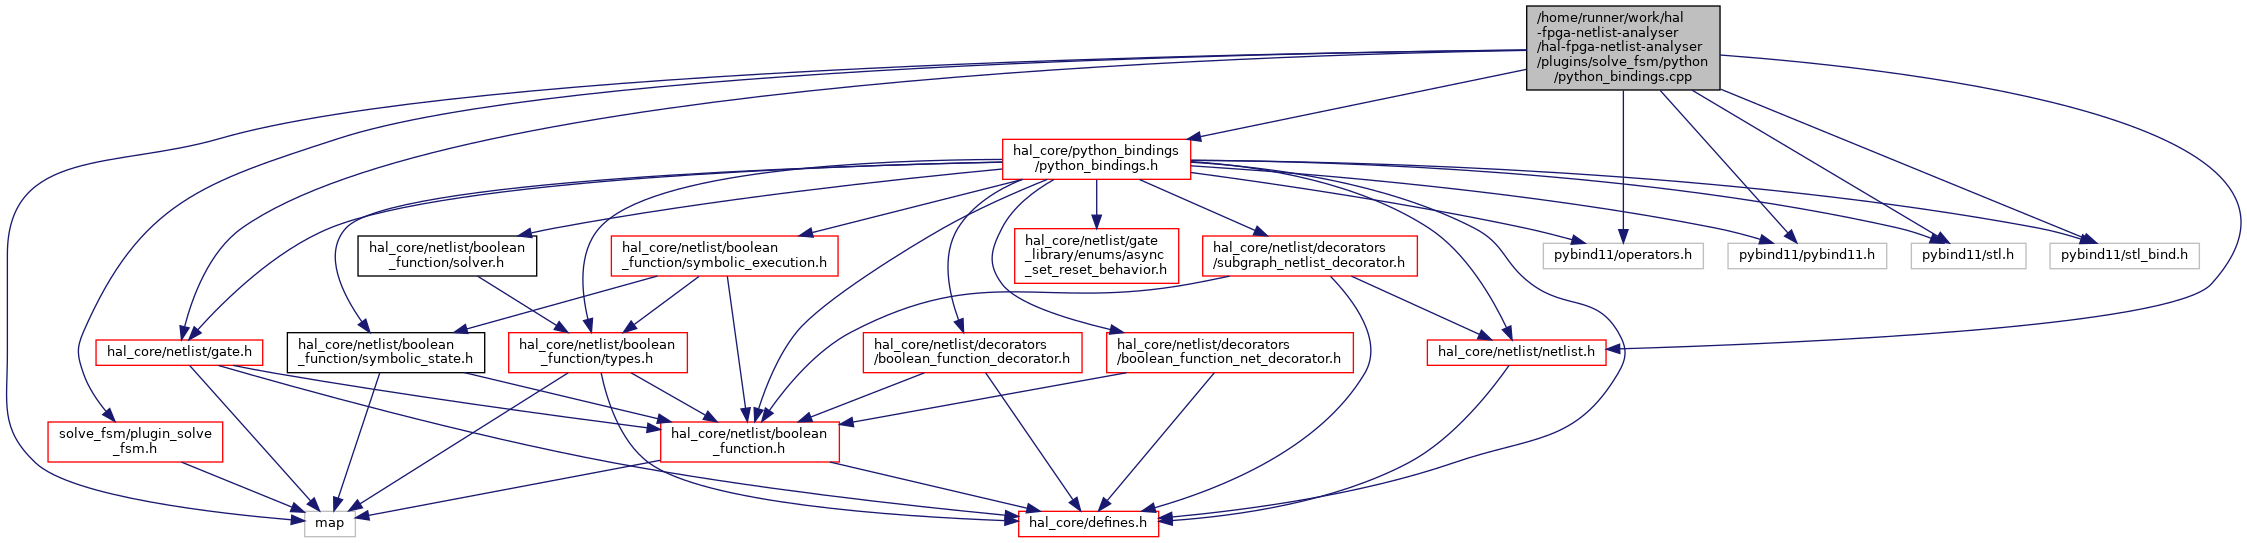 /home/runner/work/hal
-fpga-netlist-analyser
/hal-fpga-netlist-analyser
/plugins/solve_fsm/python
/python_bindings.cpp
hal_core/python_bindings
/python_bindings.h
hal_core/netlist/boolean
_function/solver.h
hal_core/netlist/boolean
_function/symbolic_execution.h
hal_core/netlist/gate
_library/enums/async
_set_reset_behavior.h
hal_core/netlist/decorators
/subgraph_netlist_decorator.h
pybind11/operators.h
pybind11/pybind11.h
pybind11/stl.h
pybind11/stl_bind.h
hal_core/netlist/gate.h
hal_core/netlist/boolean
_function/symbolic_state.h
hal_core/netlist/boolean
_function/types.h
hal_core/netlist/decorators
/boolean_function_decorator.h
hal_core/netlist/decorators
/boolean_function_net_decorator.h
hal_core/netlist/netlist.h
solve_fsm/plugin_solve
_fsm.h
hal_core/netlist/boolean
_function.h
map
hal_core/defines.h